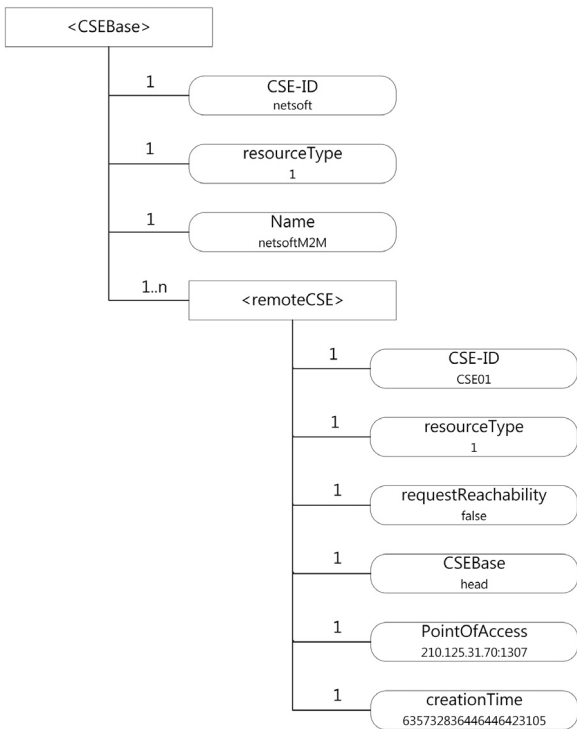 <CSEBase>
1
CSE-ID
netsoft
1
resourceType
1
1
Name
netsoftM2M
1..n
<remoteCSE>
1
CSE-ID
CSE01
1
resourceType
1
1
requestReachability
false
1
CSEBase
head
1
PointOfAccess
210.125.31.70:1307
1
creationTime
635732836446446423105